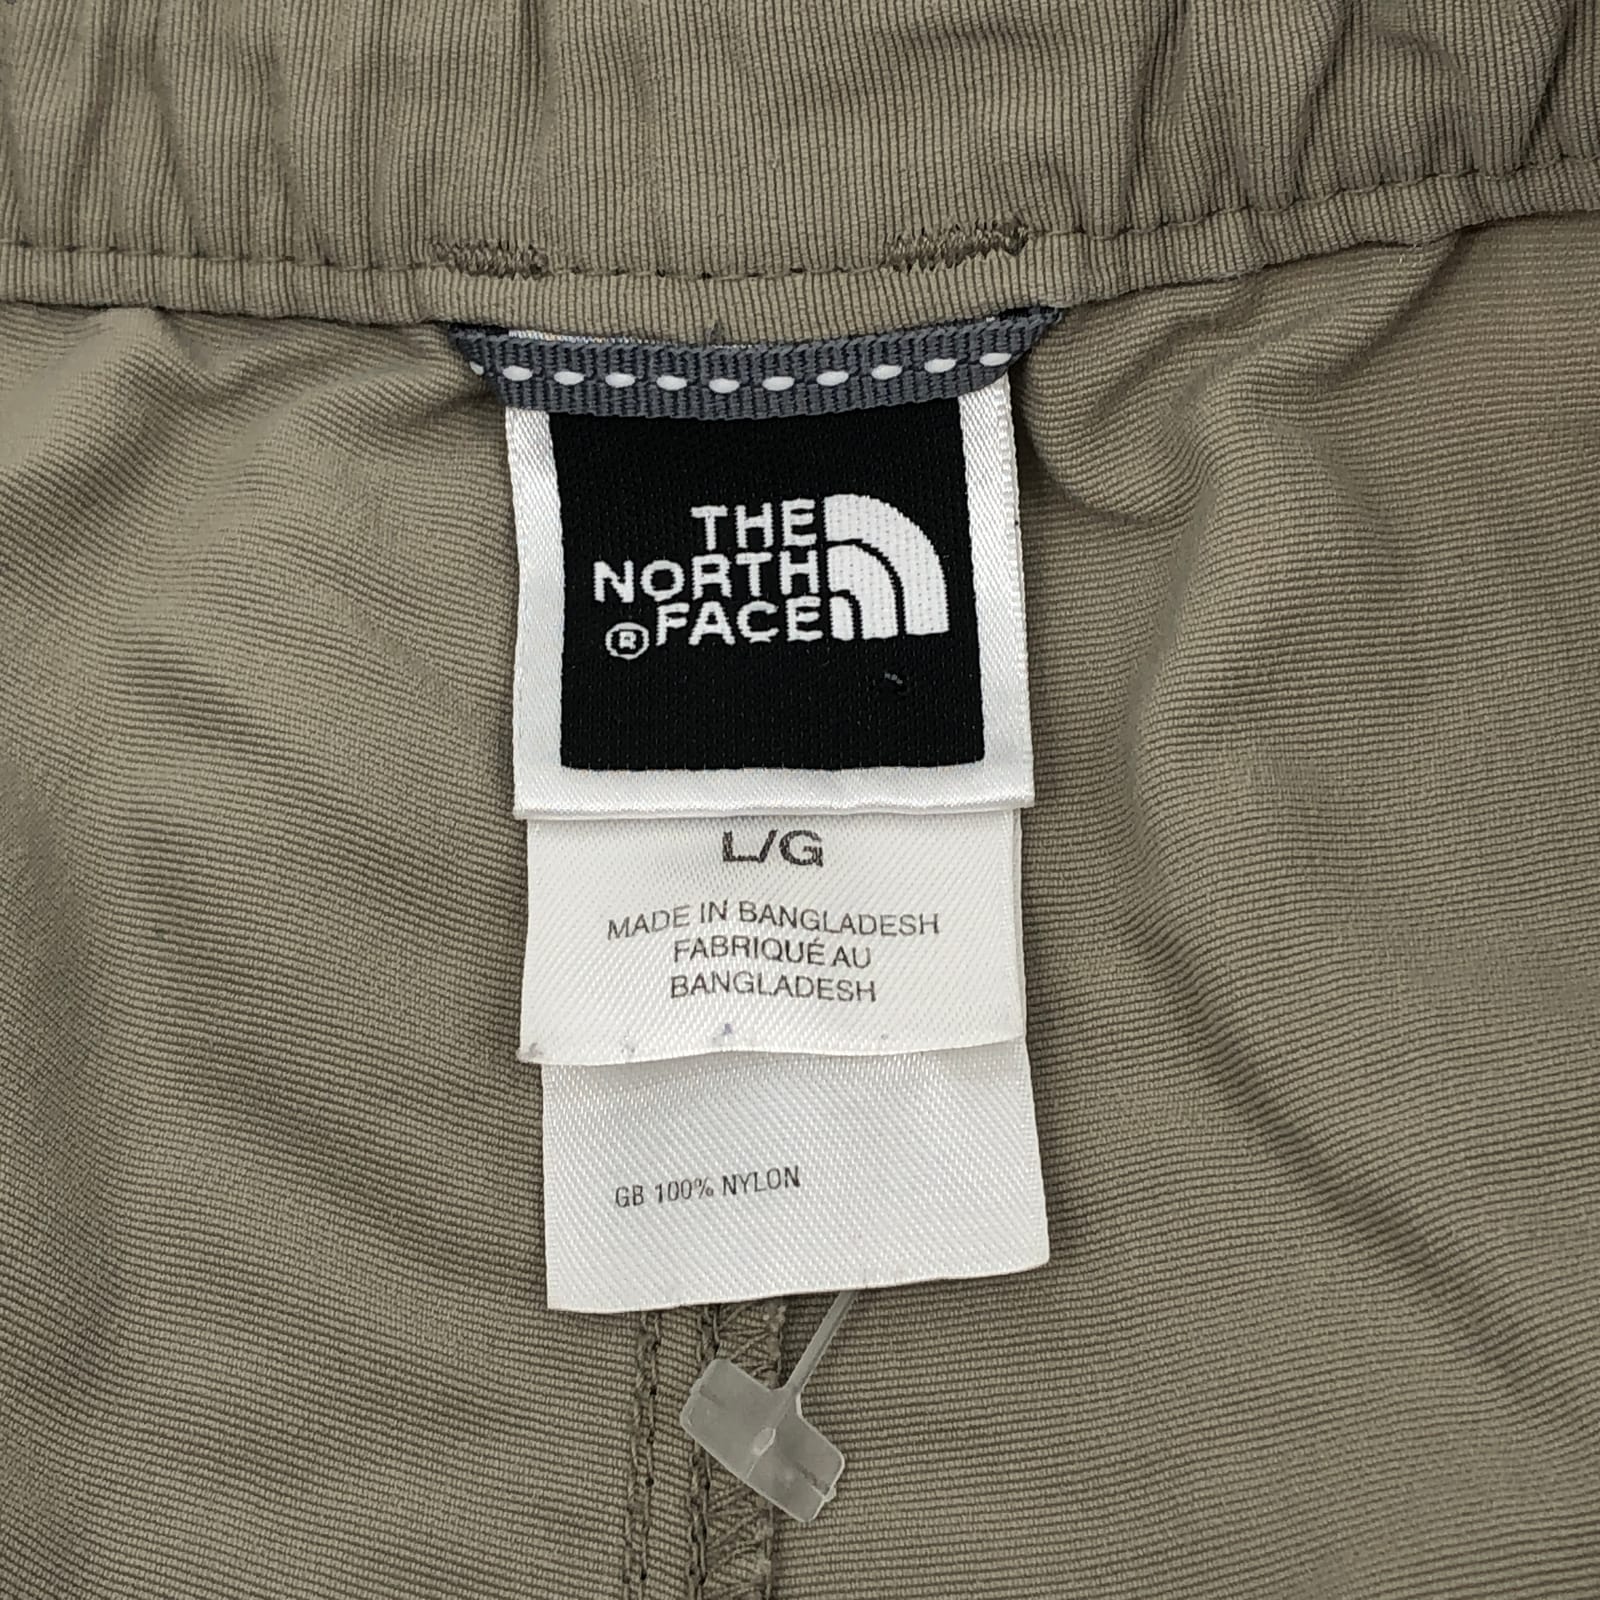 THE
NORTH
® FACE
L/G
MADE IN BANGLADESH
FABRIQUÉ AU
BANGLADESH
GB 100% NYLON